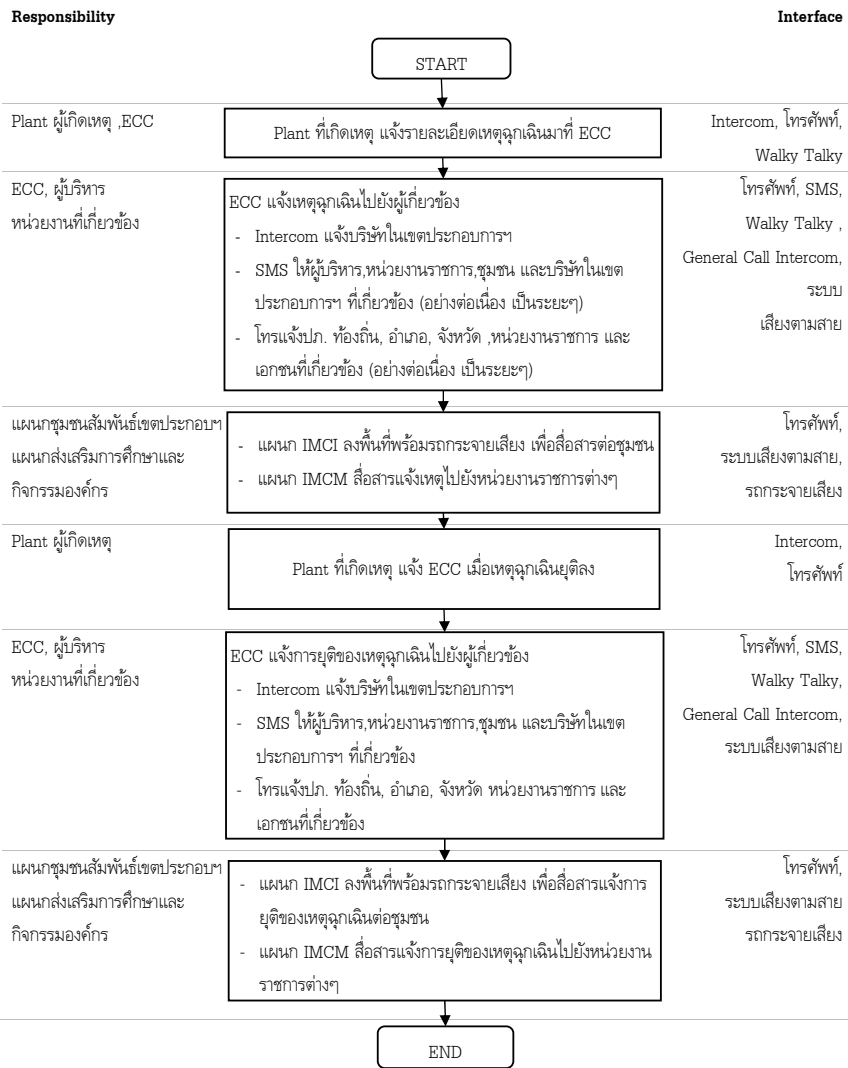 Responsibility
Interface
START
Plant ผู้เกิดเหตุ ,ECC
Plant ที่เกิดเหตุ แจ้งรายละเอียดเหตุฉุกเฉินมาที่ ECC
Intercom, โทรศัพท์,
Walky Talky
ECC, ผู้บริหาร
หน่วยงานที่เกี่ยวข้อง
ECC แจ้งเหตุฉุกเฉินไปยังผู้เกี่ยวข้อง
- Intercom แจ้งบริษัทในเขตประกอบการฯ
- SMS ให้ผู้บริหาร,หน่วยงานราชการ,ชุมชน และบริษัทในเขต
ประกอบการฯ ที่เกี่ยวข้อง (อย่างต่อเนื่อง เป็นระยะๆ)
- โทรแจ้งปภ. ท้องถิ่น, อำเภอ, จังหวัด ,หน่วยงานราชการ และ
เอกชนที่เกี่ยวข้อง (อย่างต่อเนื่อง เป็นระยะๆ)
โทรศัพท์, SMS,
Walky Talky ,
General Call Intercom,
ระบบ
เสียงตามสาย
แผนกชุมชนสัมพันธ์เขตประกอบฯ
แผนกส่งเสริมการศึกษาและ
กิจกรรมองค์กร
- แผนก IMCI ลงพื้นที่พร้อมรถกระจายเสียง เพื่อสื่อสารต่อชุมชน
- แผนก IMCM สื่อสารแจ้งเหตุไปยังหน่วยงานราชการต่างๆ
โทรศัพท์,
ระบบเสียงตามสาย,
รถกระจายเสียง
Plant ผู้เกิดเหตุ
Plant ที่เกิดเหตุ แจ้ง ECC เมื่อเหตุฉุกเฉินยุติลง
Intercom,
โทรศัพท์
ECC, ผู้บริหาร
หน่วยงานที่เกี่ยวข้อง
ECC แจ้งการยุติของเหตุฉุกเฉินไปยังผู้เกี่ยวข้อง
- Intercom แจ้งบริษัทในเขตประกอบการฯ
- SMS ให้ผู้บริหาร,หน่วยงานราชการ,ชุมชน และบริษัทในเขต
ประกอบการฯ ที่เกี่ยวข้อง
- โทรแจ้งปภ. ท้องถิ่น, อำเภอ, จังหวัด หน่วยงานราชการ และ
เอกชนที่เกี่ยวข้อง
โทรศัพท์, SMS,
Walky Talky,
General Call Intercom,
ระบบเสียงตามสาย
แผนกชุมชนสัมพันธ์เขตประกอบฯ
แผนกส่งเสริมการศึกษาและ
กิจกรรมองค์กร
- แผนก IMCI ลงพื้นที่พร้อมรถกระจายเสียง เพื่อสื่อสารแจ้งการ
ยุติของเหตุฉุกเฉินต่อชุมชน
- แผนก IMCM สื่อสารแจ้งการยุติของเหตุฉุกเฉินไปยังหน่วยงาน
ราชการต่างๆ
โทรศัพท์,
ระบบเสียงตามสาย
รถกระจายเสียง
END